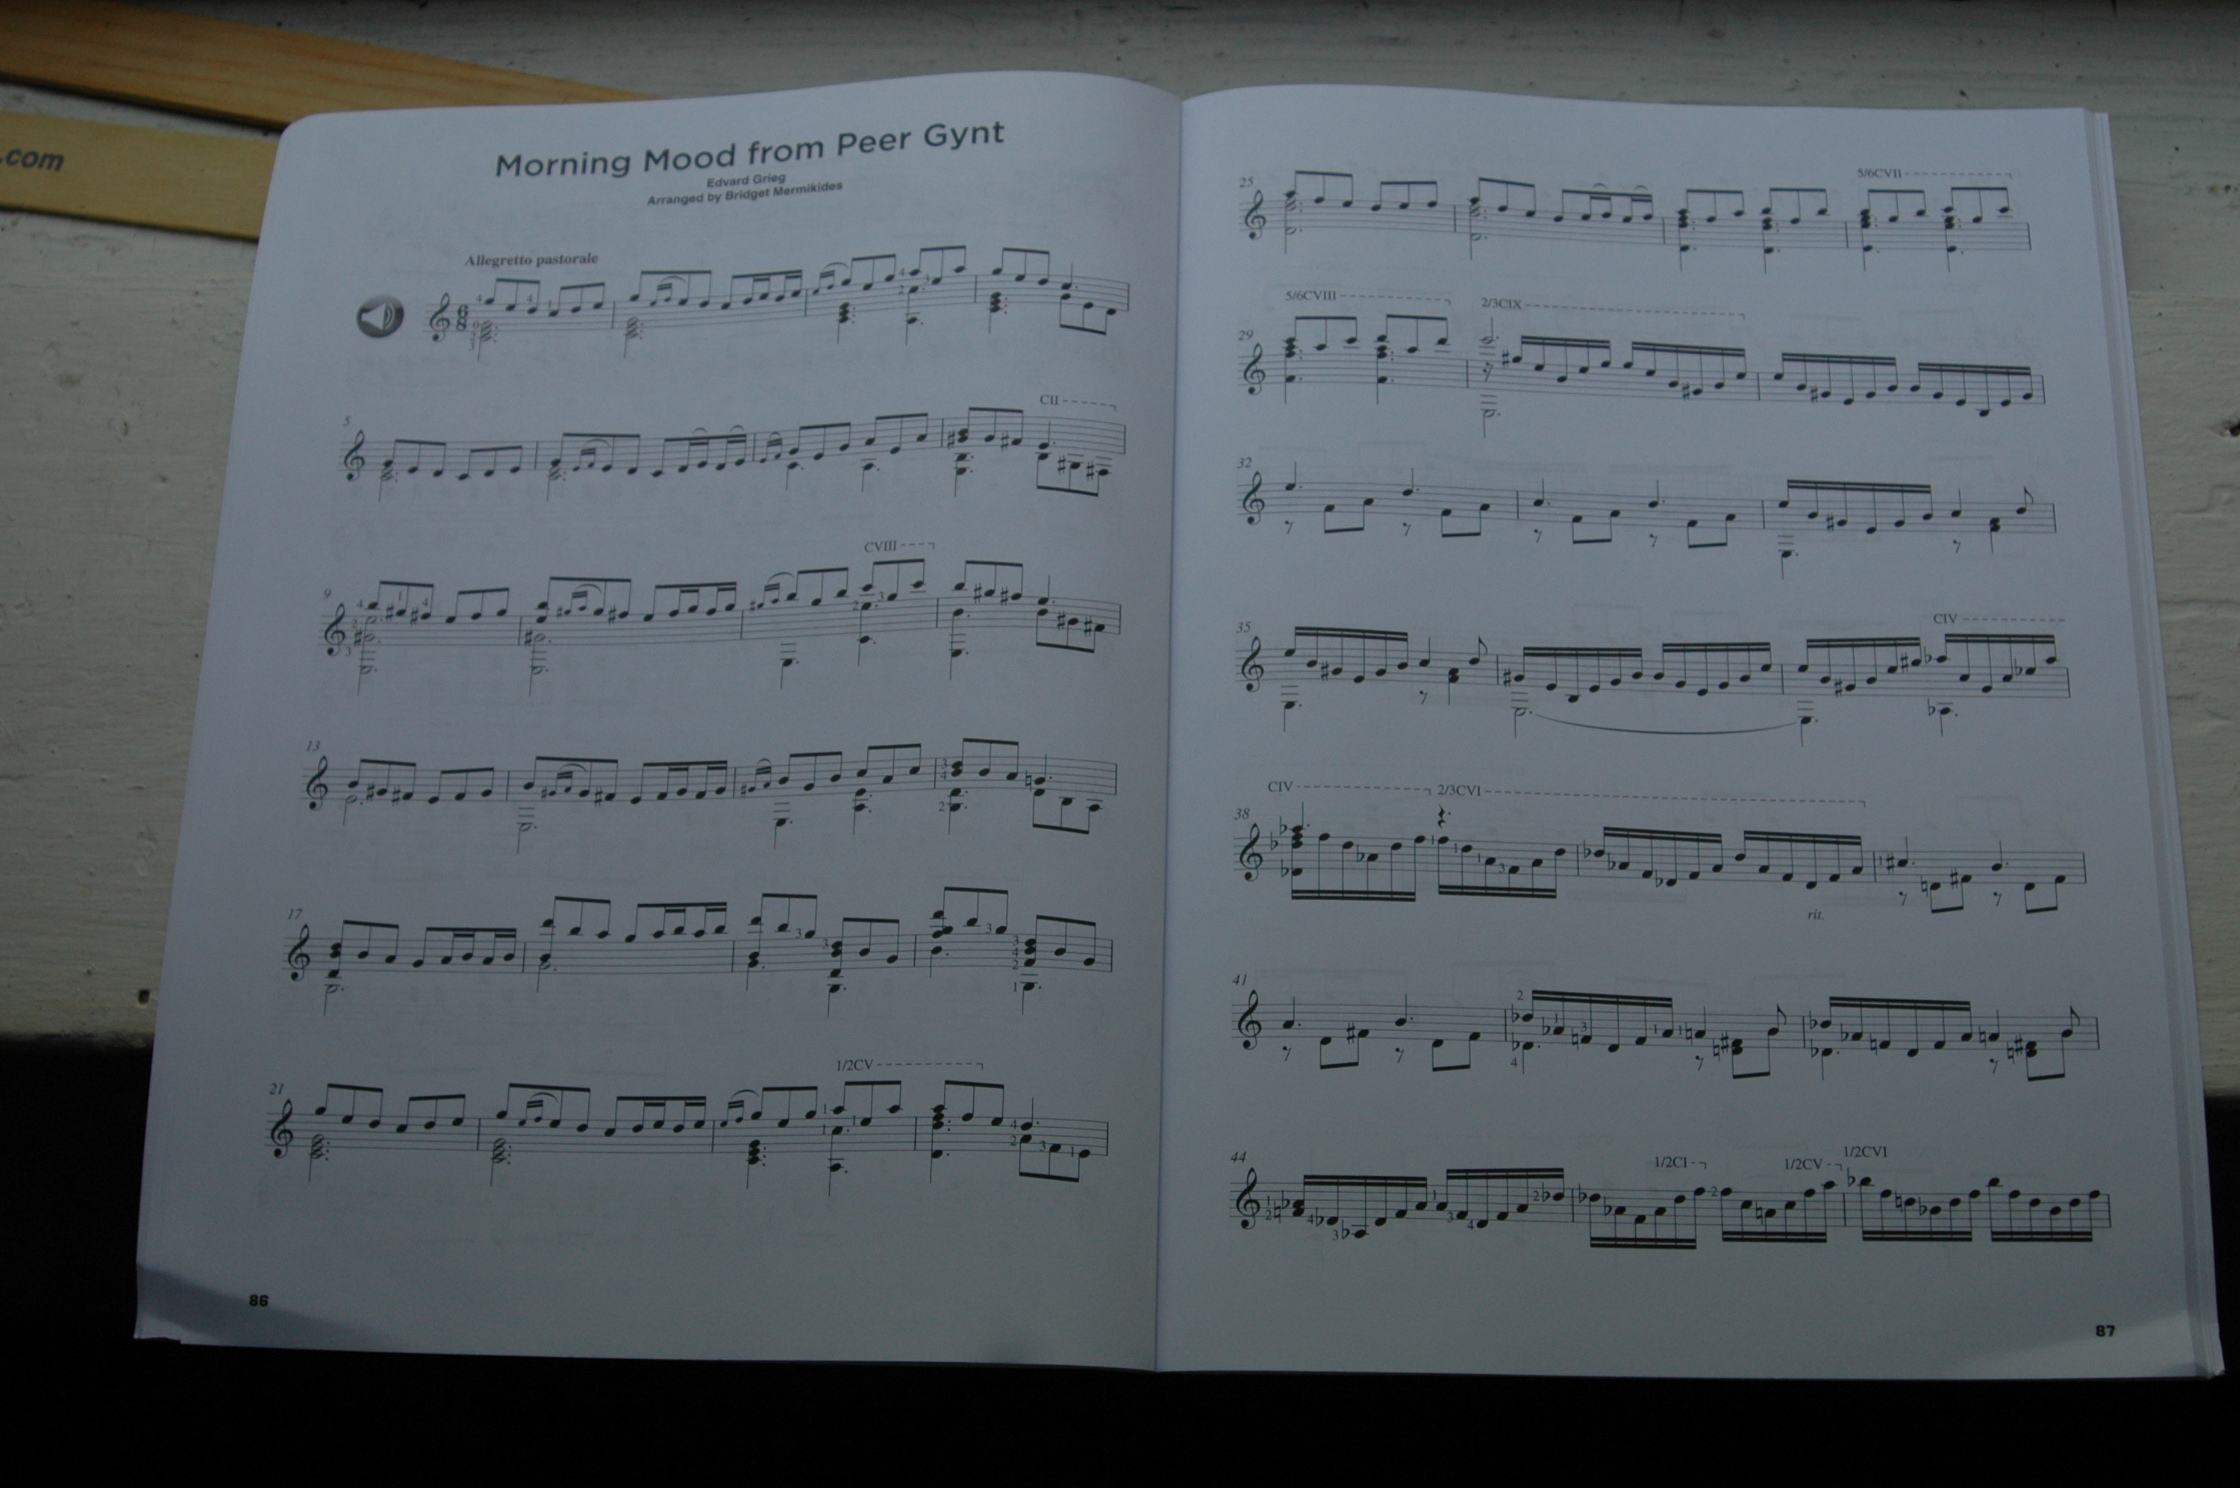 Morning Mood from Peer Gynt
Edvard Grieg
Arranged by Bridget Mermikides
Allegretto pastorale
6
8
5
CII
9
CVIII
13
17
21
1/2CV
86
25
5/6CVII
29
5/6CVIII
2/3CIX
32
35
CIV
38
CIV
2/3CVI
rit.
41
44
1/2CI
1/2CV
1/2CVI
87
.com